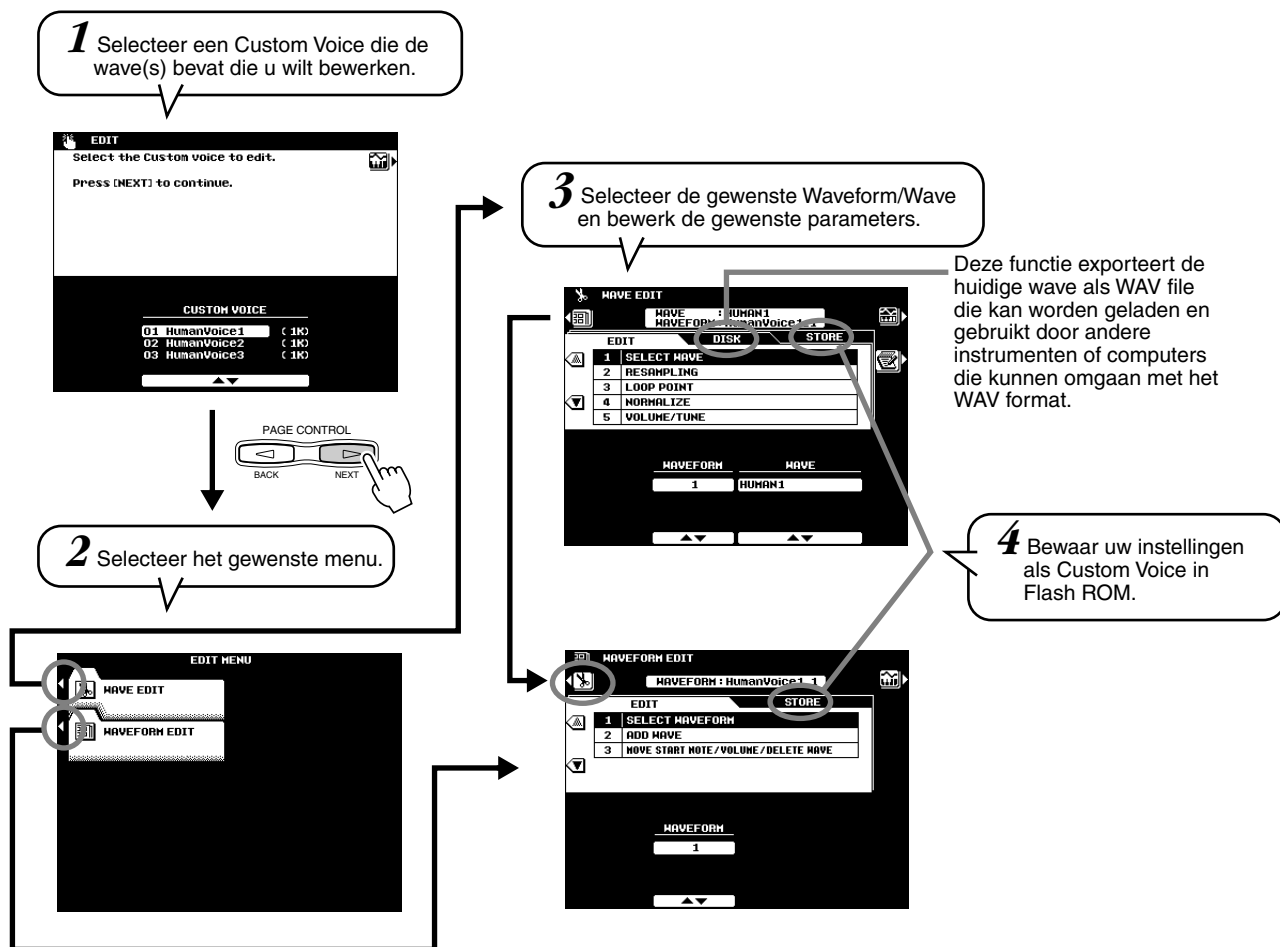 1 Selecteer een Custom Voice die de
wave(s) bevat die u wilt bewerken.
EDIT
Select the Custom voice to edit.
Press [NEXT] to continue.
CUSTOM VOICE
01 HumanVoice1 ( 1K)
02 HumanVoice2 ( 1K)
03 HumanVoice3 ( 1K)
PAGE CONTROL
BACK NEXT
2 Selecteer het gewenste menu.
EDIT MENU
WAVE EDIT
WAVEFORM EDIT
3 Selecteer de gewenste Waveform/Wave
en bewerk de gewenste parameters.
WAVE EDIT
WAVE : HUMAN1
WAVEFORM : HumanVoice1 1
EDIT DISK STORE
1 SELECT WAVE
2 RESAMPLING
3 LOOP POINT
4 NORMALIZE
5 VOLUME/TUNE
WAVEFORM WAVE
1 HUMAN1
Deze functie exporteert de
huidige wave als WAV file
die kan worden geladen en
gebruikt door andere
instrumenten of computers
die kunnen omgaan met het
WAV format.
4 Bewaar uw instellingen
als Custom Voice in
Flash ROM.
WAVEFORM EDIT
WAVEFORM : HumanVoice1 1
EDIT STORE
1 SELECT WAVEFORM
2 ADD WAVE
3 MOVE START NOTE/VOLUME/DELETE WAVE
WAVEFORM
1